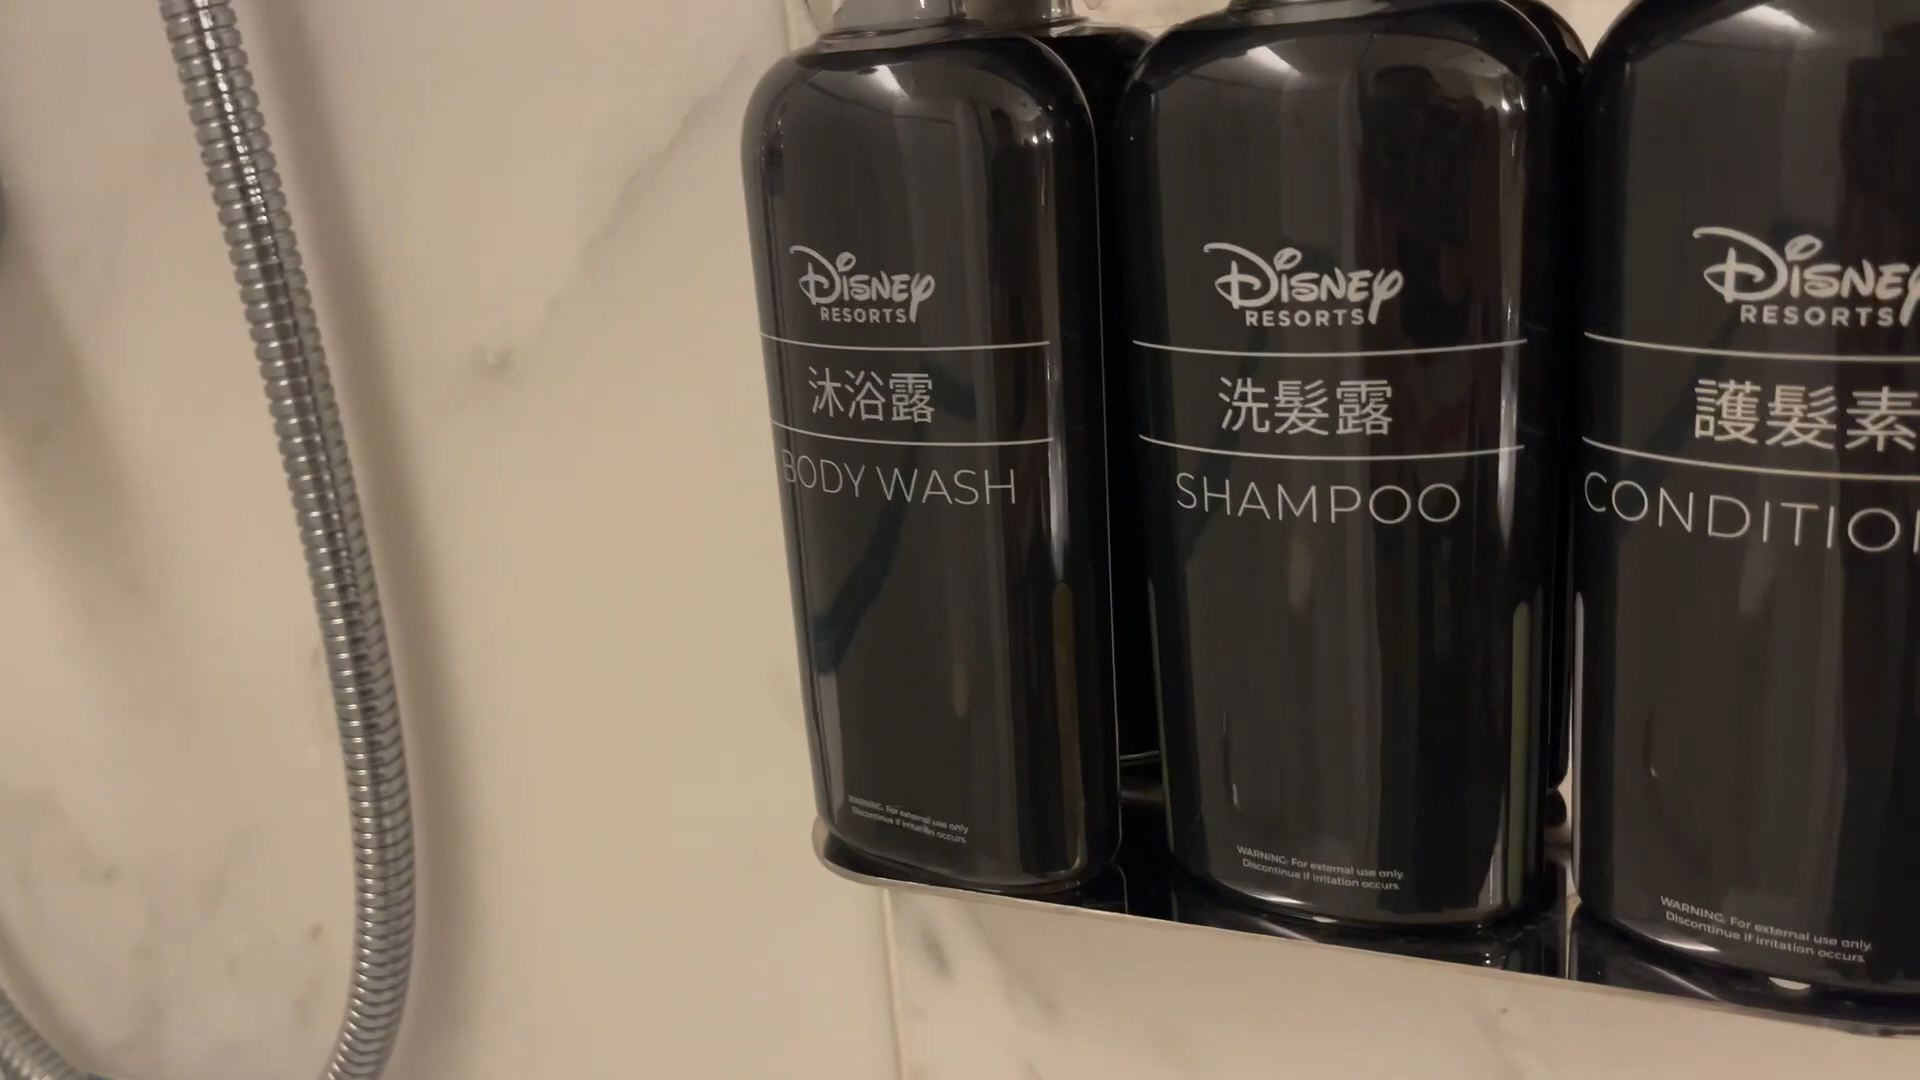 DISNEY
RESORTS
沐浴露
BODY WASH
WARNING: For external use only.
Discontinue if irritation occurs.
DISNEY
RESORTS
洗髮露
SHAMPOO
WARNING: For external use only.
Discontinue if irritation occurs.
DISNEY
RESORTS
護髮素
CONDITION
WARNING: For external use only.
Discontinue if irritation occurs.